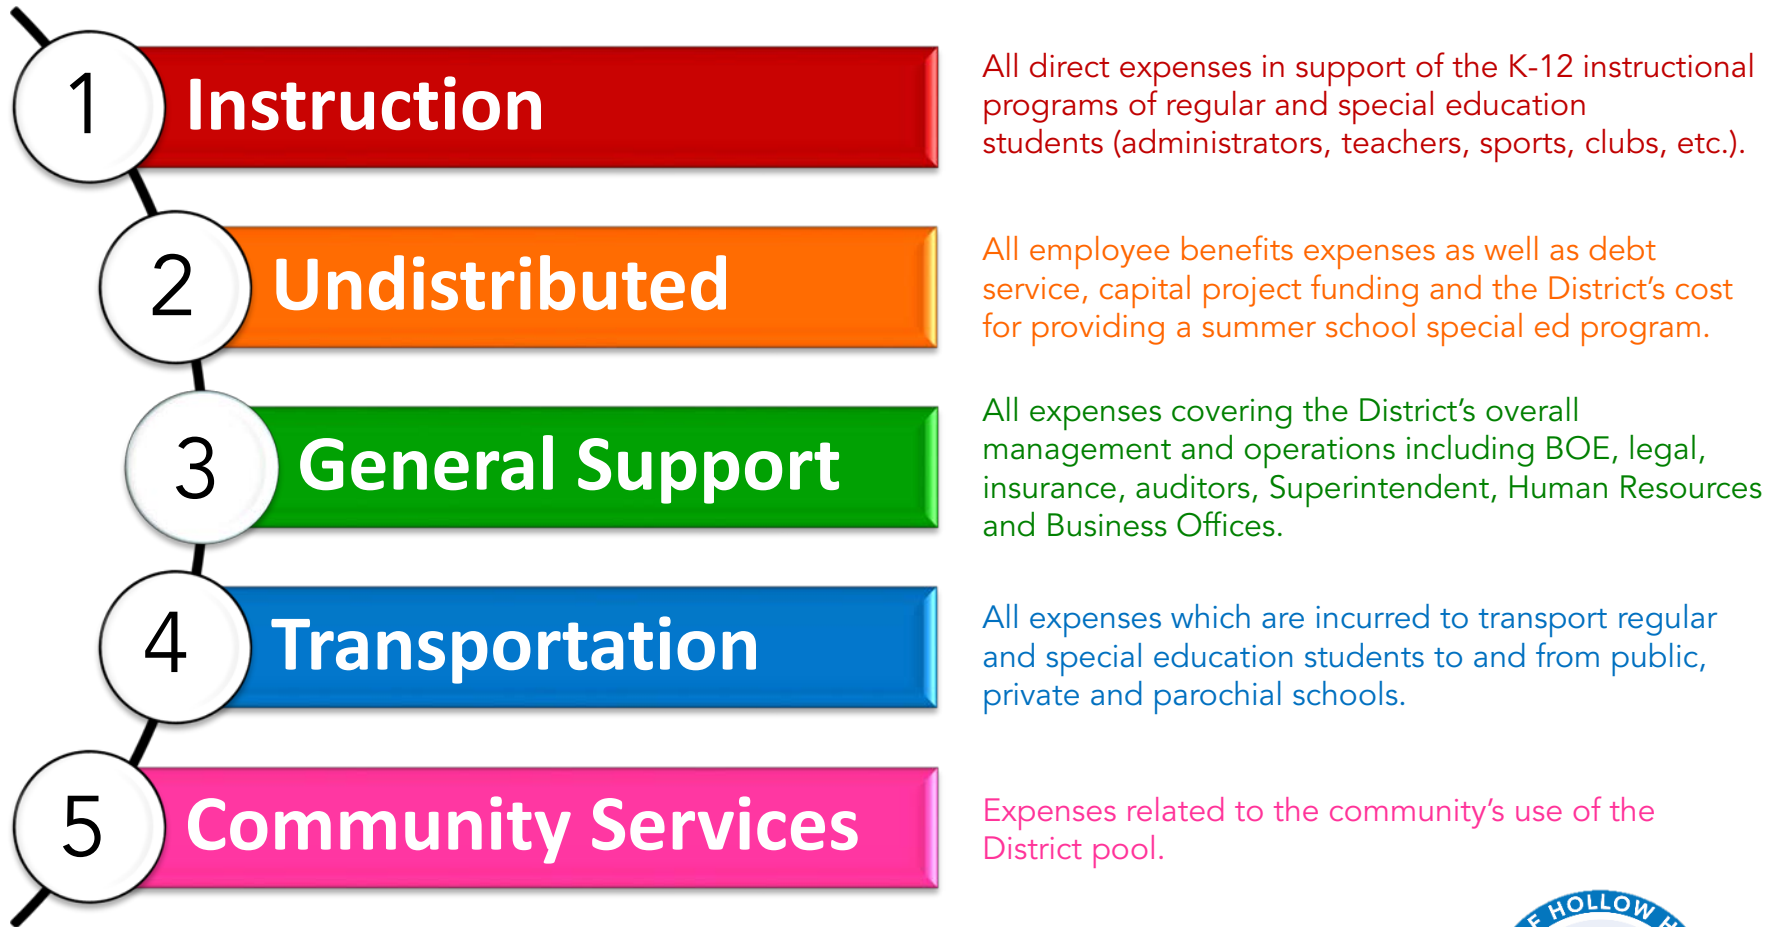 1
Instruction
All direct expenses in support of the K-12 instructional
programs of regular and special education
students (administrators, teachers, sports, clubs, etc.).
2
Undistributed
All employee benefits expenses as well as debt
service, capital project funding and the District’s cost
for providing a summer school special ed program.
3
General Support
All expenses covering the District’s overall
management and operations including BOE, legal,
insurance, auditors, Superintendent, Human Resources
and Business Offices.
4
Transportation
All expenses which are incurred to transport regular
and special education students to and from public,
private and parochial schools.
5
Community Services
Expenses related to the community’s use of the
District pool.
HOLLOW